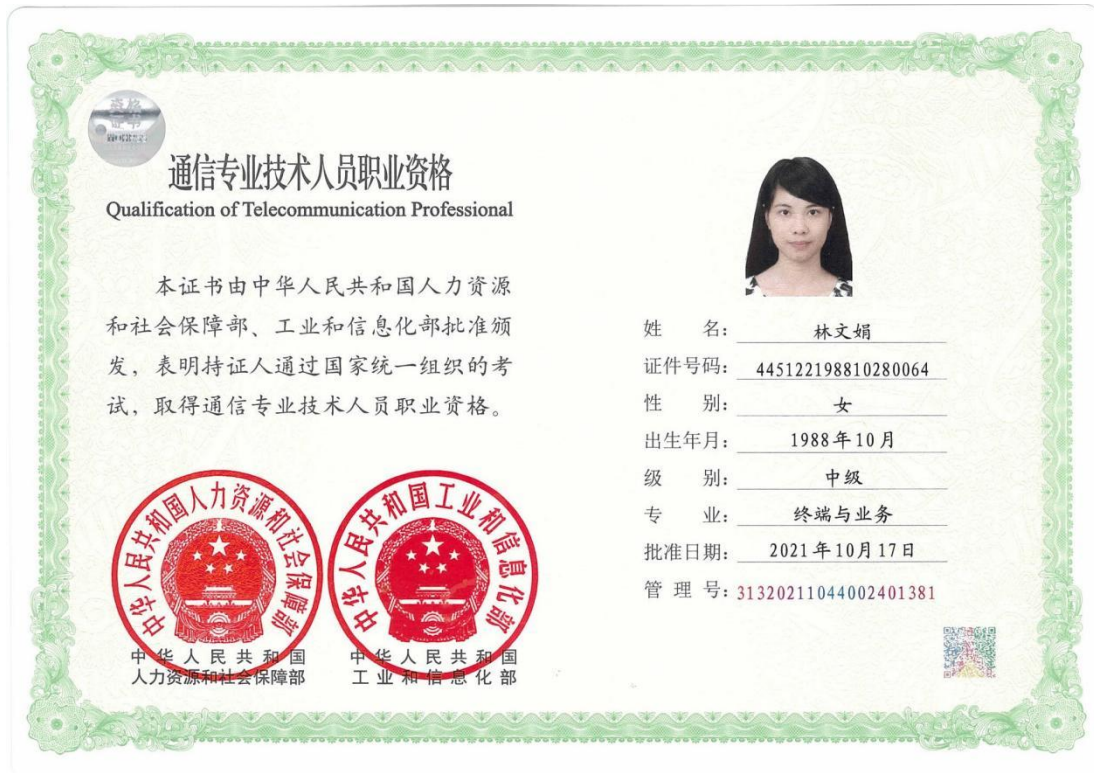 资格
证书
通信专业技术人员职业资格
Qualification of Telecommunication Professional
本证书由中华人民共和国人力资源
和社会保障部、工业和信息化部批准颁
发，表明持证人通过国家统一组织的考
试，取得通信专业技术人员职业资格。
中华人民共和国人力资源和社会保障部
中华人民共和国
人力资源和社会保障部
中华人民共和国工业和信息化部
中华人民共和国
工业和信息化部
姓 名: 林文娟
证件号码: 445122198810280064
性 别: 女
出生年月: 1988年10月
级 别: 中级
专 业: 终端与业务
批准日期: 2021年10月17日
管 理 号: 31320211044002401381